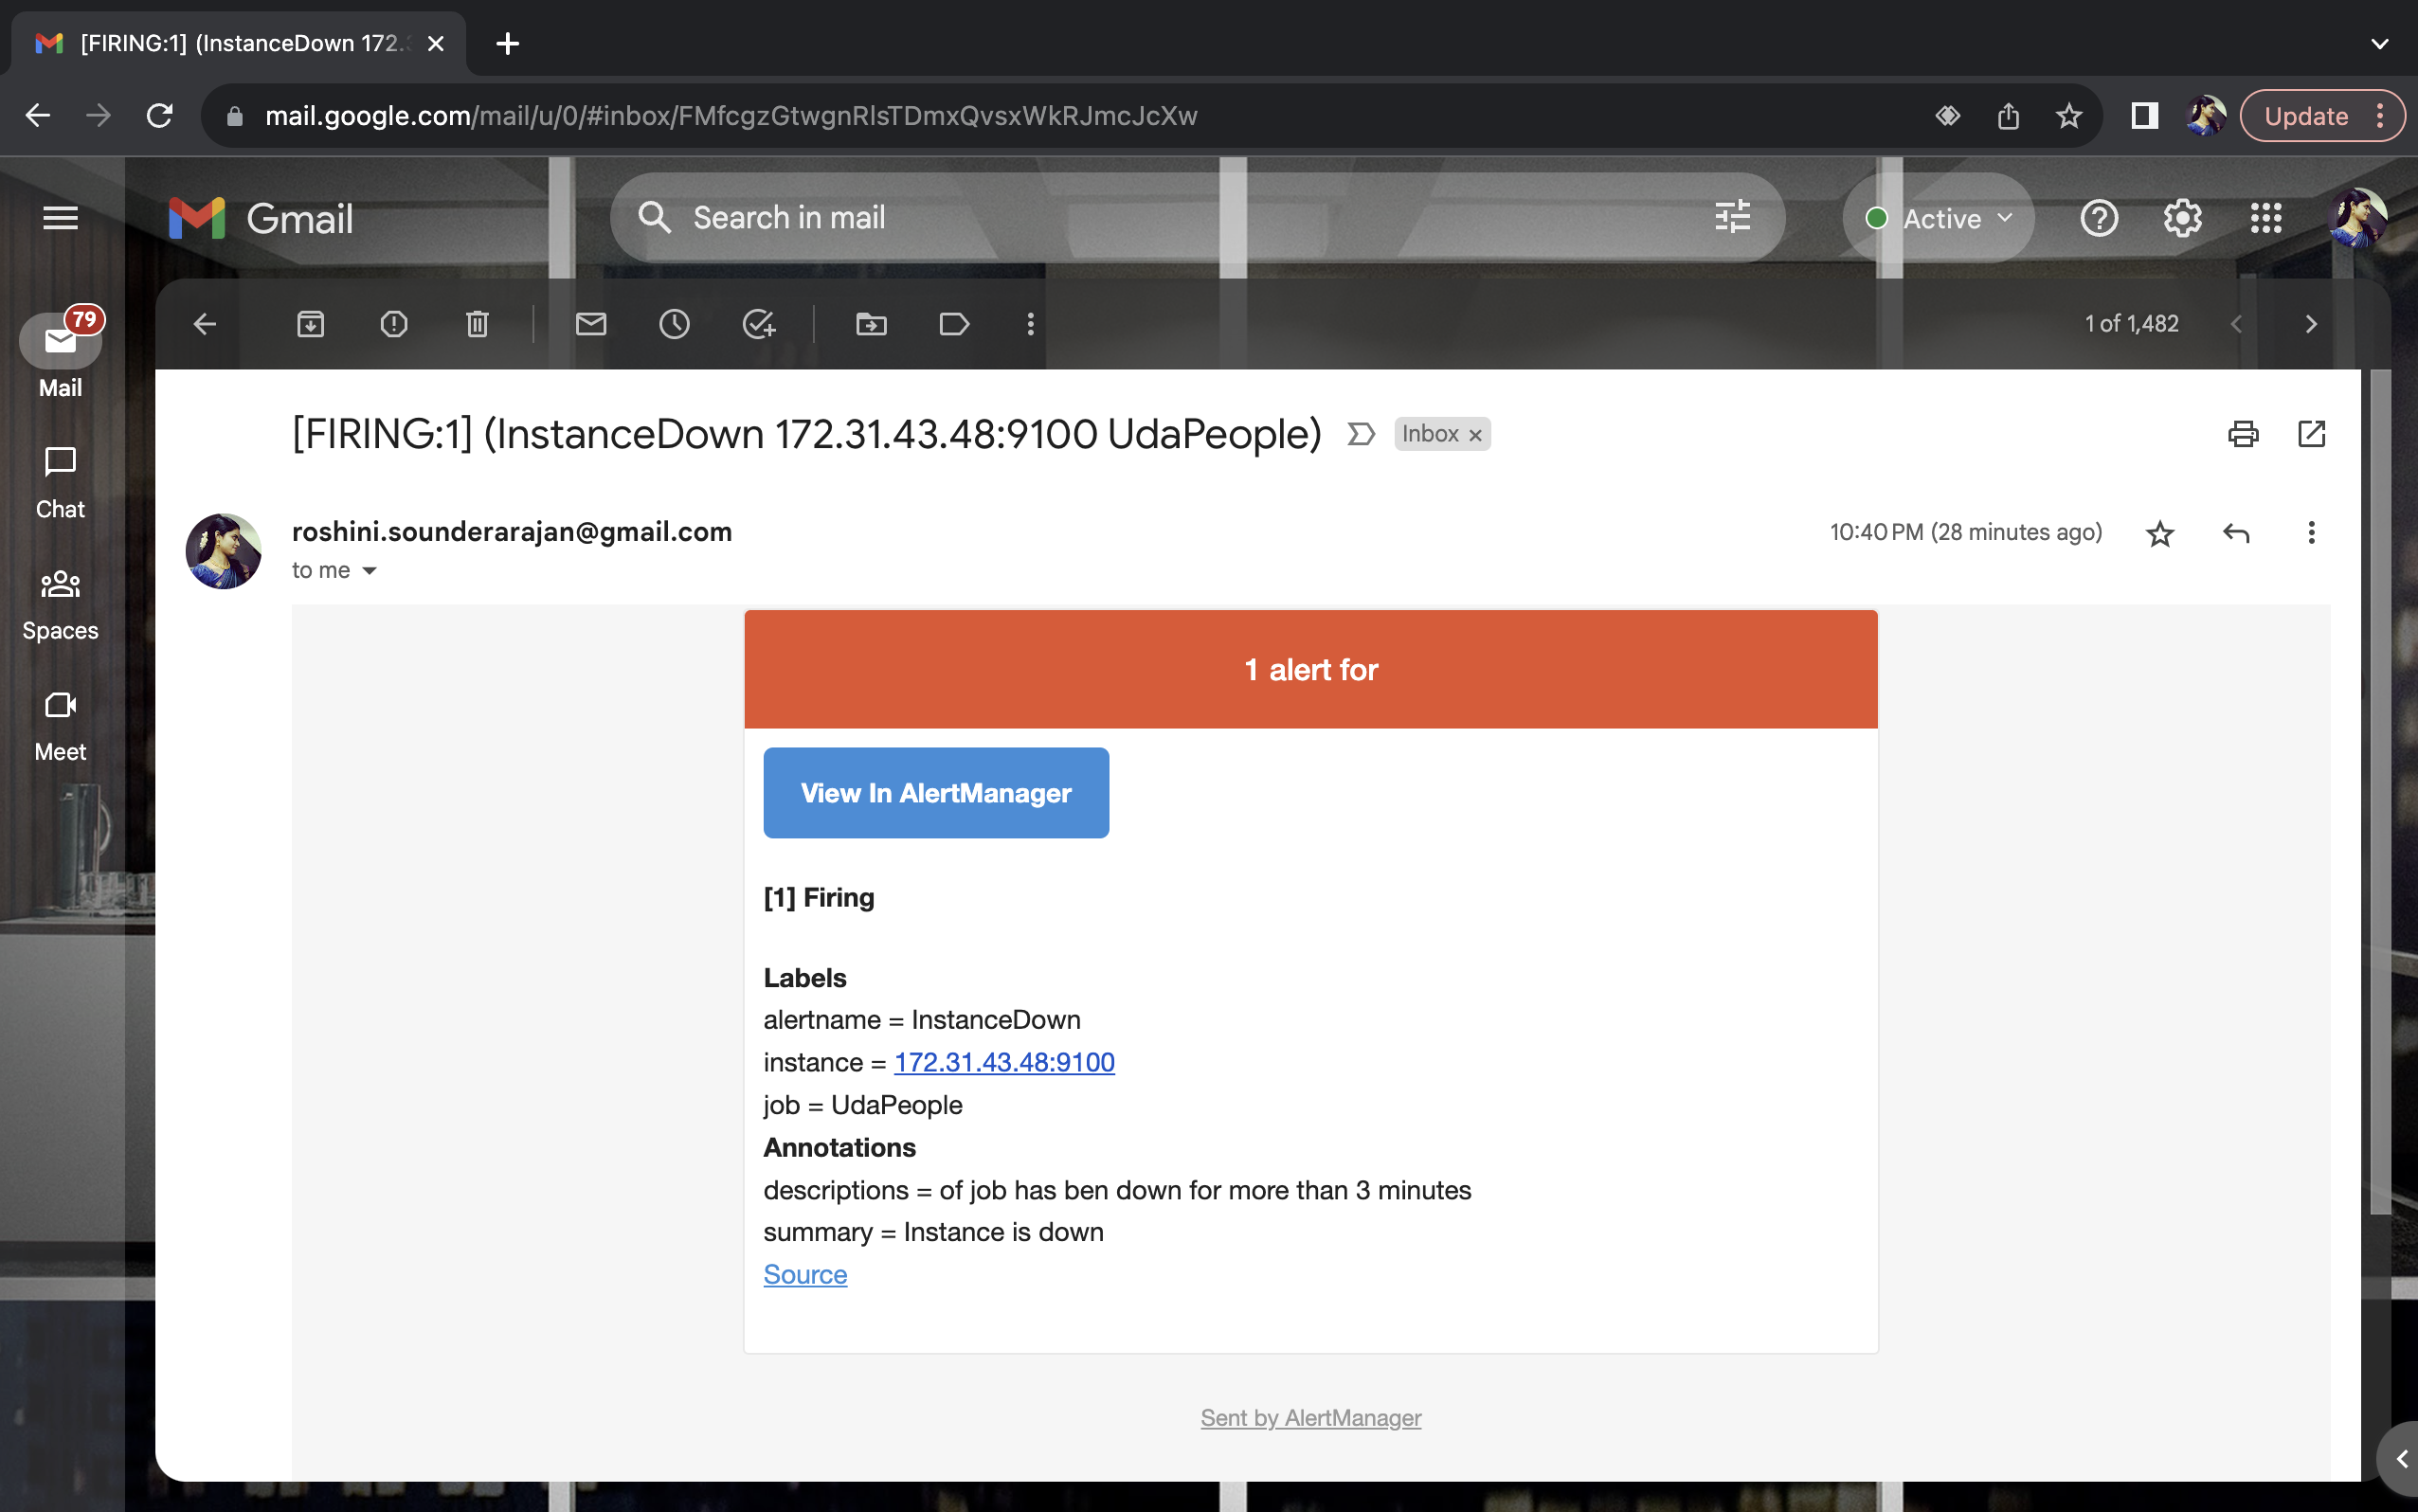 [FIRING:1] (InstanceDown 172.
mail.google.com/mail/u/0/#inbox/FMfcgzGtwgnRlsTDmxQvsxWkRJmcJcXw
Update
Gmail
Search in mail
Active
79
Mail
Chat
Spaces
Meet
1 of 1,482
[FIRING:1] (InstanceDown 172.31.43.48:9100 UdaPeople)
Inbox
roshini.sounderarajan@gmail.com
10:40 PM (28 minutes ago)
to me
1 alert for
View In AlertManager
[1] Firing
Labels
alertname = InstanceDown
instance = 172.31.43.48:9100
job = UdaPeople
Annotations
descriptions = of job has ben down for more than 3 minutes
summary = Instance is down
Source
Sent by AlertManager